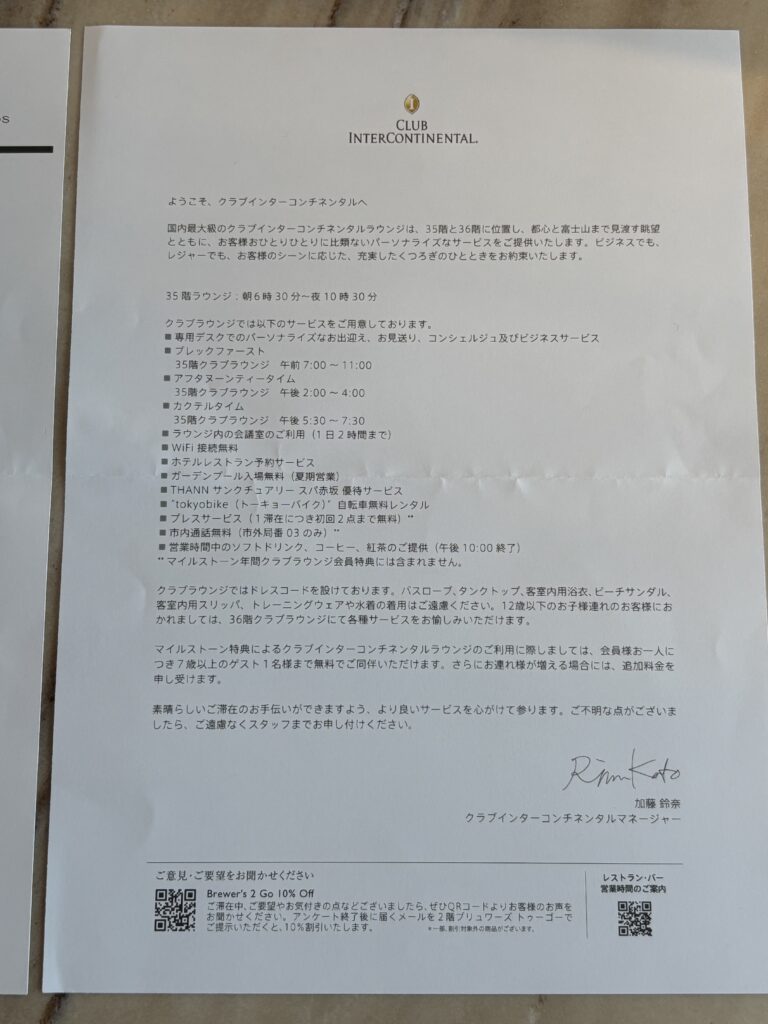 os
CLUB
INTERCONTINENTAL®
ようこそ、クラブインターコンチネンタルへ
国内最大級のクラブインターコンチネンタルラウンジは、35階と36階に位置し、都心と富士山まで見渡す眺望
とともに、お客様おひとりひとりに比類ないパーソナライズなサービスをご提供いたします。ビジネスでも、
レジャーでも、お客様のシーンに応じた、充実したくつろぎのひとときをお約束いたします。
35階ラウンジ：朝6時30分～夜10時30分
クラブラウンジでは以下のサービスをご用意しております。
■ 専用デスクでのパーソナライズなお出迎え、お見送り、コンシェルジュ及びビジネスサービス
■ ブレックファースト
35階クラブラウンジ 午前 7:00 ～ 11:00
■ アフタヌーンティータイム
35階クラブラウンジ 午後 2:00 ～ 4:00
■ カクテルタイム
35階クラブラウンジ 午後 5:30 ～ 7:30
■ ラウンジ内の会議室のご利用（1日2時間まで）
■ WiFi 接続無料
■ ホテルレストラン予約サービス
■ ガーデンプール入場無料（夏期営業）
■ THANN サンクチュアリー スパ赤坂 優待サービス
■ "tokyobike（トーキョーバイク）" 自転車無料レンタル
■ プレスサービス（1滞在につき初回2点まで無料）**
■ 市内通話無料（市外局番 03 のみ）**
■ 営業時間中のソフトドリンク、コーヒー、紅茶のご提供（午後 10:00 終了）
** マイルストーン年間クラブラウンジ会員特典には含まれません。
クラブラウンジではドレスコードを設けております。バスローブ、タンクトップ、客室内用浴衣、ビーチサンダル、
客室内用スリッパ、トレーニングウェアや水着の着用はご遠慮ください。12歳以下のお子様連れのお客様にお
かれましては、36階クラブラウンジにて各種サービスをお愉しみいただけます。
マイルストーン特典によるクラブインターコンチネンタルラウンジのご利用に際しましては、会員様お一人に
つき7歳以上のゲスト1名様まで無料でご同伴いただけます。さらにお連れ様が増える場合には、追加料金を
申し受けます。
素晴らしいご滞在のお手伝いができますよう、より良いサービスを心がけて参ります。ご不明な点がございま
したら、ご遠慮なくスタッフまでお申し付けください。
加藤 鈴奈
クラブインターコンチネンタルマネージャー
ご意見・ご要望をお聞かせください
Brewer's 2 Go 10% Off
ご滞在中、ご要望やお気付きの点などございましたら、ぜひQRコードよりお客様のお声を
お聞かせください。アンケート終了後に届くメールを2階ブリュワーズ トゥーゴーで
ご提示いただくと、10%割引いたします。
*一部、割引対象外の商品がございます。
レストラン・バー
営業時間のご案内